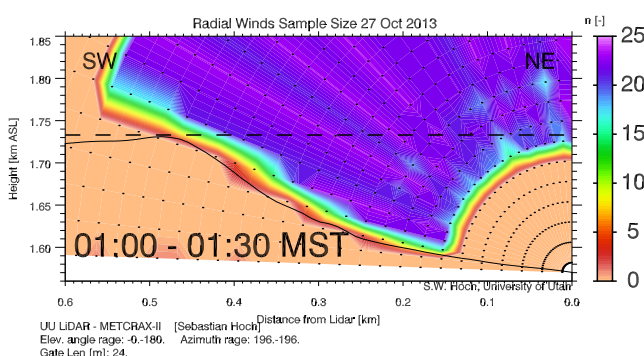 Radial Winds Sample Size 27 Oct 2013
n [-]
1.85
1.80
1.75
1.70
1.65
1.60
Height [km ASL]
SW
NE
01:00 - 01:30 MST
S.W. Hoch, University of Utah
0.6 0.5 0.4 0.3 0.2 0.1 0.0
Distance from Lidar [km]
25
20
15
10
5
0
UU LiDAR - METCRAX-II [Sebastian Hoch]
Elev. angle rage: -0.-180. Azimuth rage: 196.-196.
Gate Len [m]: 24.